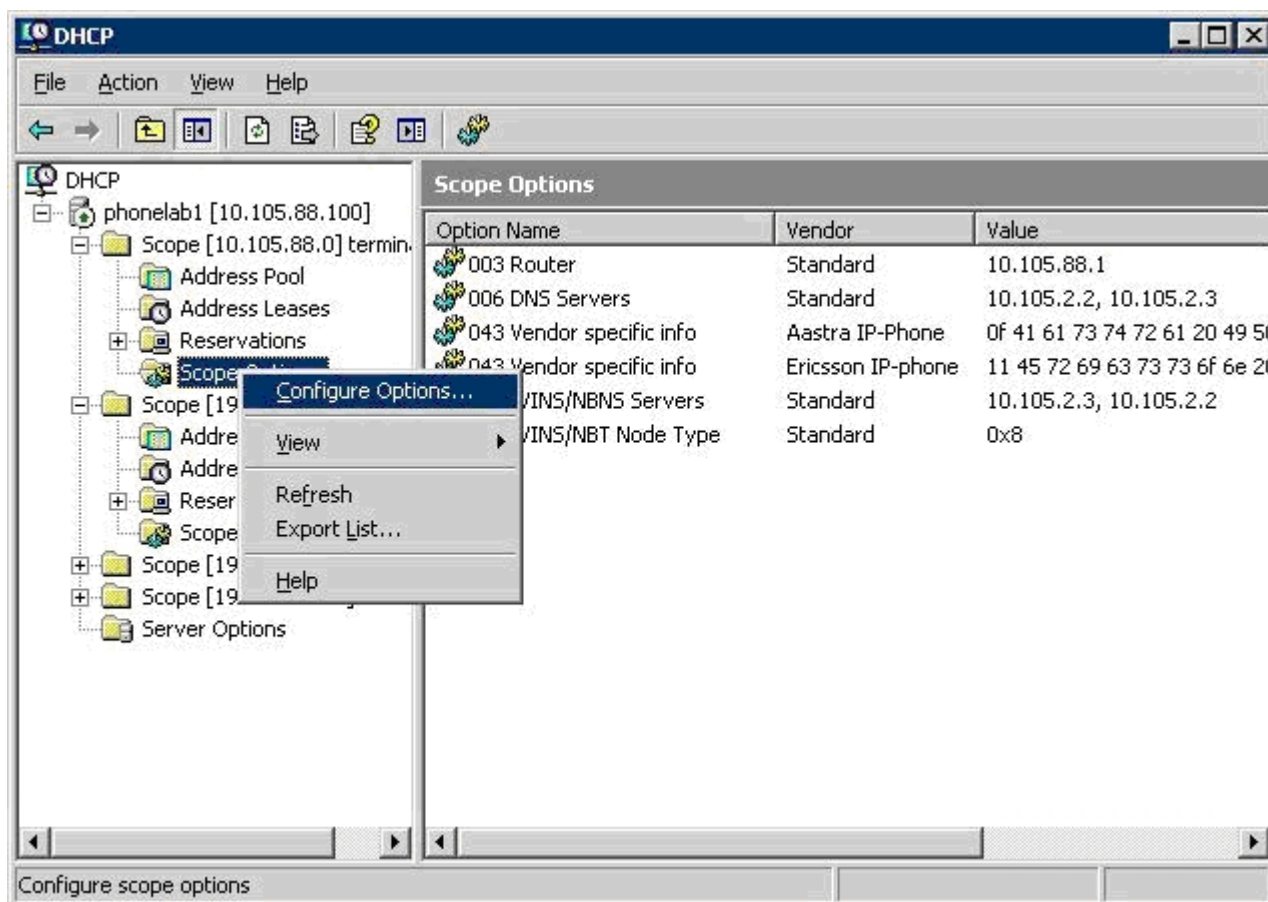 DHCP
File Action View Help
DHCP
phonelab1 [10.105.88.100]
Scope [10.105.88.0]
Address Pool
Address Leases
Reservations
Scope
Scope [19
Addre
Addre
Reser
Scope
Scope [19
Scope [19
Server Options
Configure Options...
View
Refresh
Export List...
Help
Scope Options
Option Name Vendor Value
003 Router Standard 10.105.88.1
006 DNS Servers Standard 10.105.2.2, 10.105.2.3
043 Vendor specific info Aastra IP-Phone 0f 41 61 73 74 72 61 20 49
043 Vendor specific info Ericsson IP-phone 11 45 72 69 63 73 73 6f 6e
WINS/NBNS Servers Standard 10.105.2.3, 10.105.2.2
WINS/NBT Node Type Standard 0x8
Configure scope options